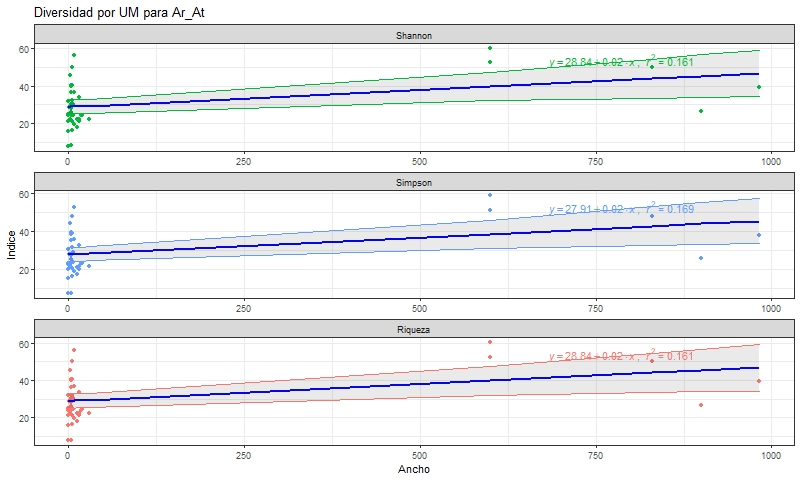 Diversidad por UM para Ar_At
Shannon
60
40
20
y = 28.84 + 0.02 · x , r² = 0.161
0 250 500 750 1000
Simpson
60
40
20
y = 27.91 + 0.02 · x , r² = 0.169
0 250 500 750 1000
Indice
Riqueza
60
40
20
y = 28.84 + 0.02 · x , r² = 0.161
0 250 500 750 1000
Ancho